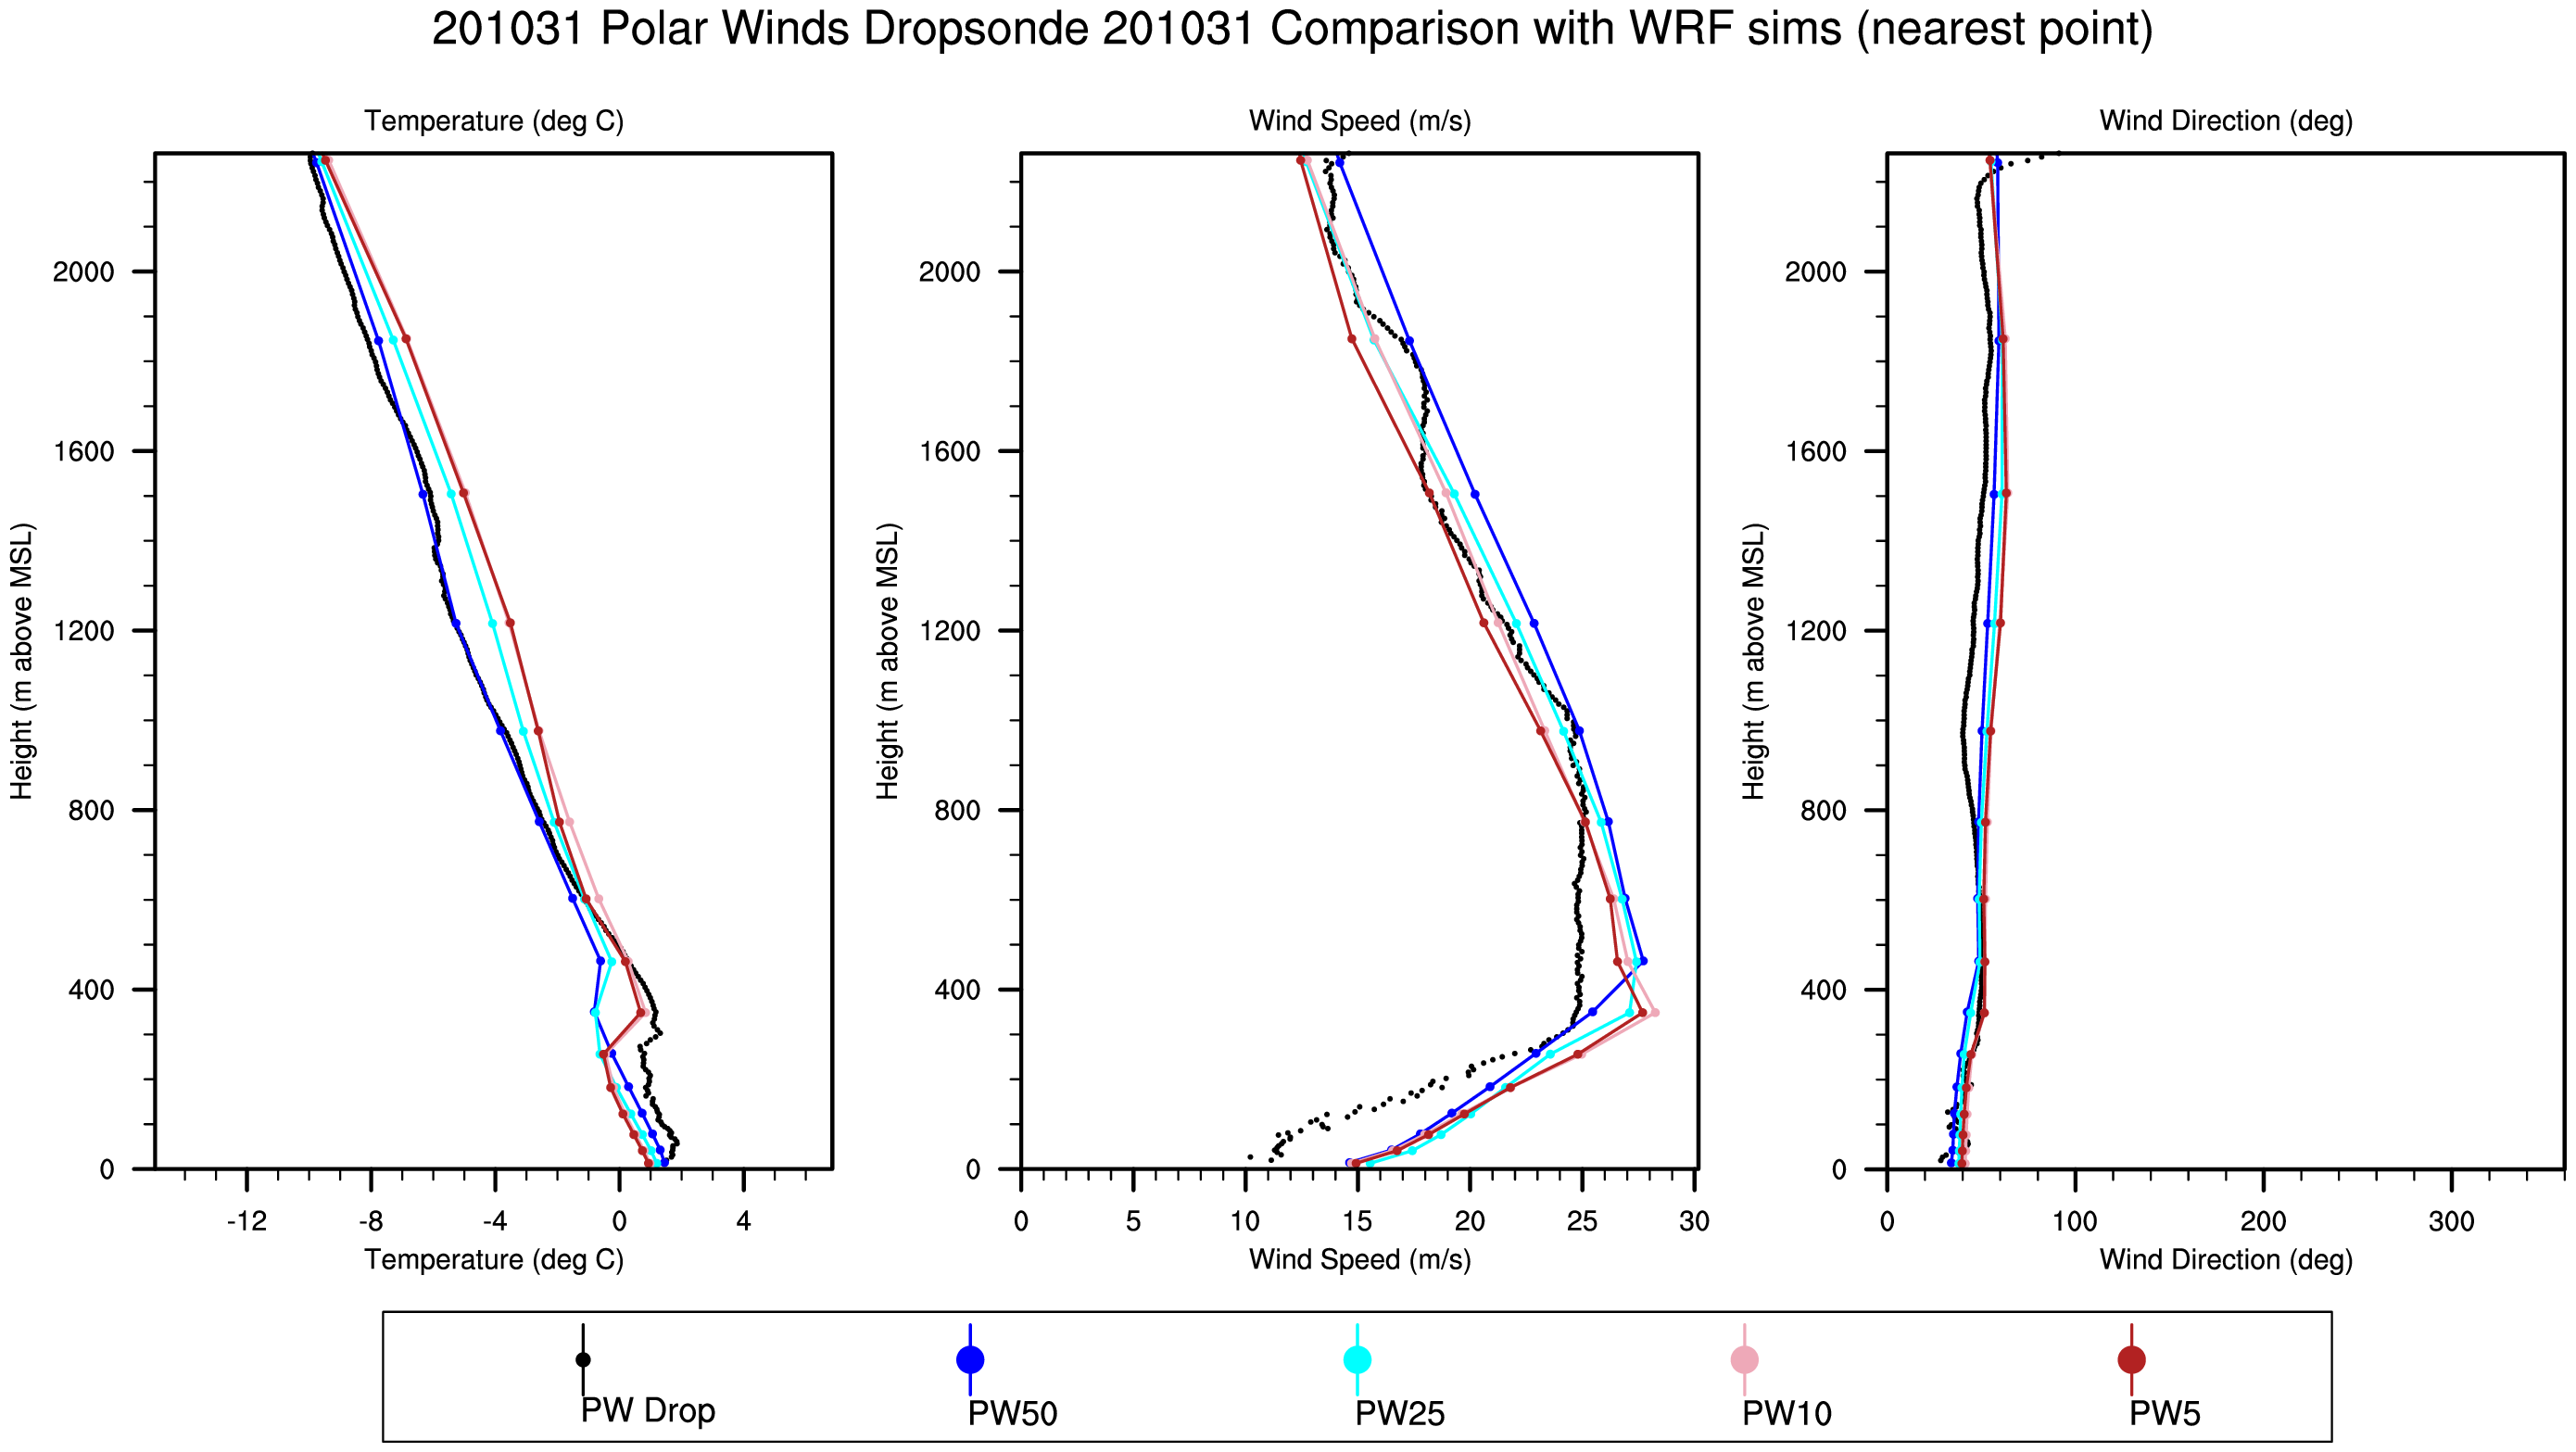 201031 Polar Winds Dropsonde 201031 Comparison with WRF sims (nearest point)
Temperature (deg C)
Wind Speed (m/s)
Wind Direction (deg)
Height (m above MSL)
2000
1600
1200
800
400
0
-12 -8 -4 0 4
Temperature (deg C)
Height (m above MSL)
2000
1600
1200
800
400
0
0 5 10 15 20 25 30
Wind Speed (m/s)
Height (m above MSL)
2000
1600
1200
800
400
0
0 100 200 300
Wind Direction (deg)
PW Drop PW50 PW25 PW10 PW5